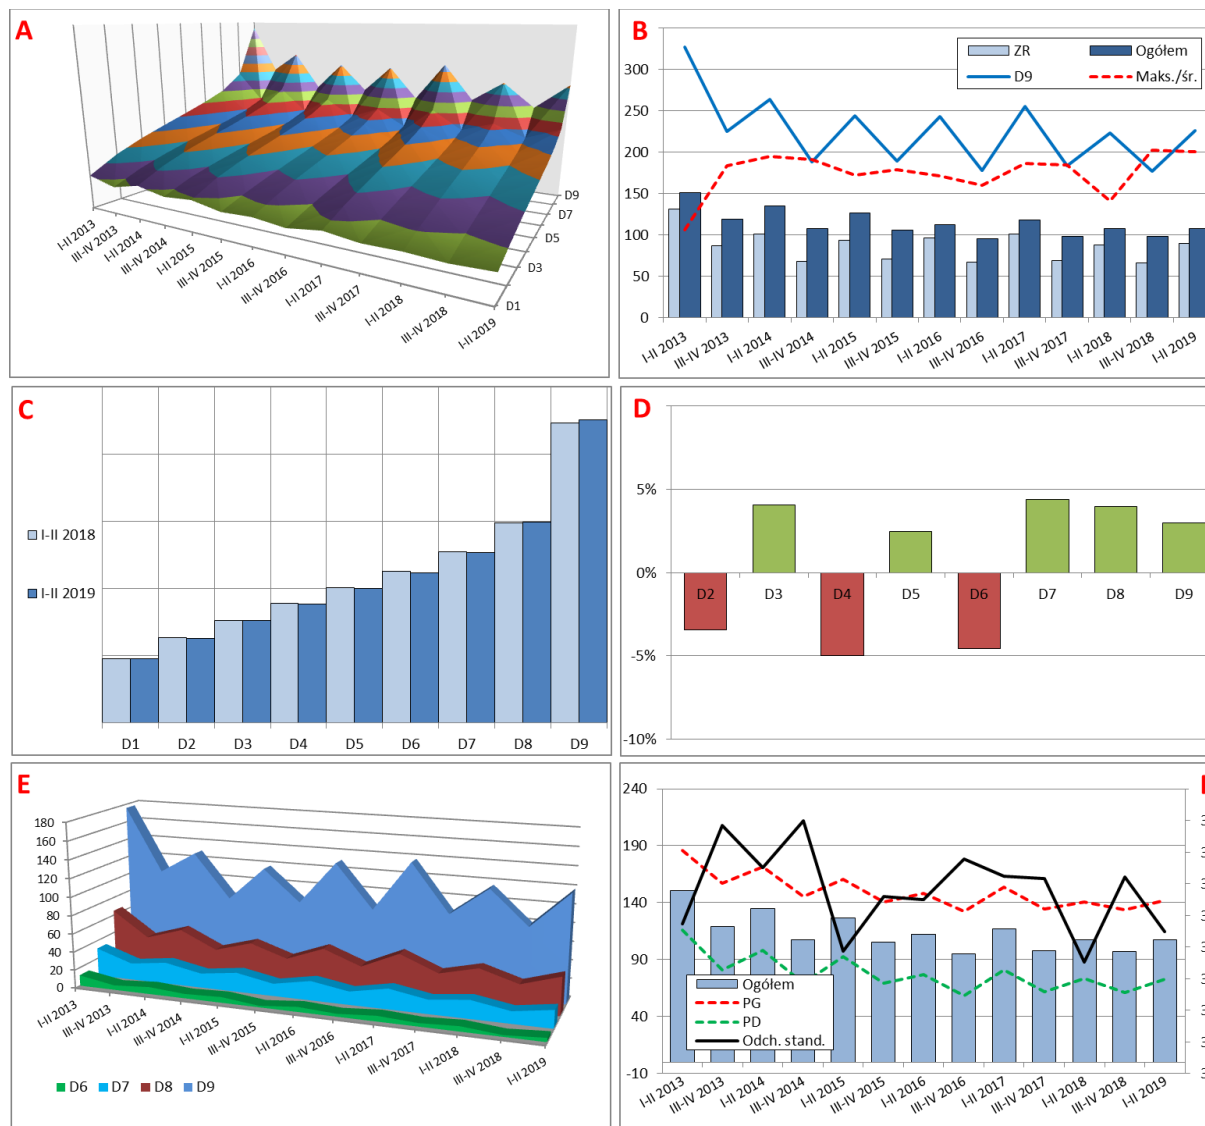 A
I-II 2013
III-IV 2013
I-II 2014
III-IV 2014
I-II 2015
III-IV 2015
I-II 2016
III-IV 2016
I-II 2017
III-IV 2017
I-II 2018
III-IV 2018
I-II 2019
D9
D7
D5
D3
D1
B
ZR
Ogółem
D9
Maks./śr.
300
250
200
150
100
50
0
I-II 2013
III-IV 2013
I-II 2014
III-IV 2014
I-II 2015
III-IV 2015
I-II 2016
III-IV 2016
I-II 2017
III-IV 2017
I-II 2018
III-IV 2018
I-II 2019
C
I-II 2018
I-II 2019
D1 D2 D3 D4 D5 D6 D7 D8 D9
D
5%
0%
-5%
-10%
D2 D3 D4 D5 D6 D7 D8 D9
E
180
160
140
120
100
80
60
40
20
0
I-II 2013
III-IV 2013
I-II 2014
III-IV 2014
I-II 2015
III-IV 2015
I-II 2016
III-IV 2016
I-II 2017
III-IV 2017
I-II 2018
III-IV 2018
I-II 2019
D6 D7 D8 D9
240
190
140
90
40
-10
Ogółem
PG
PD
Odch. stand.
I-II 2013
III-IV 2013
I-II 2014
III-IV 2014
I-II 2015
III-IV 2015
I-II 2016
III-IV 2016
I-II 2017
III-IV 2017
I-II 2018
III-IV 2018
I-II 2019